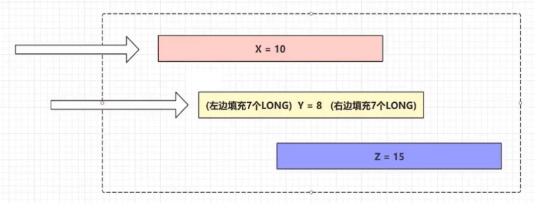 X = 10
(左边填充7个LONG) Y = 8 (右边填充7个LONG)
Z = 15